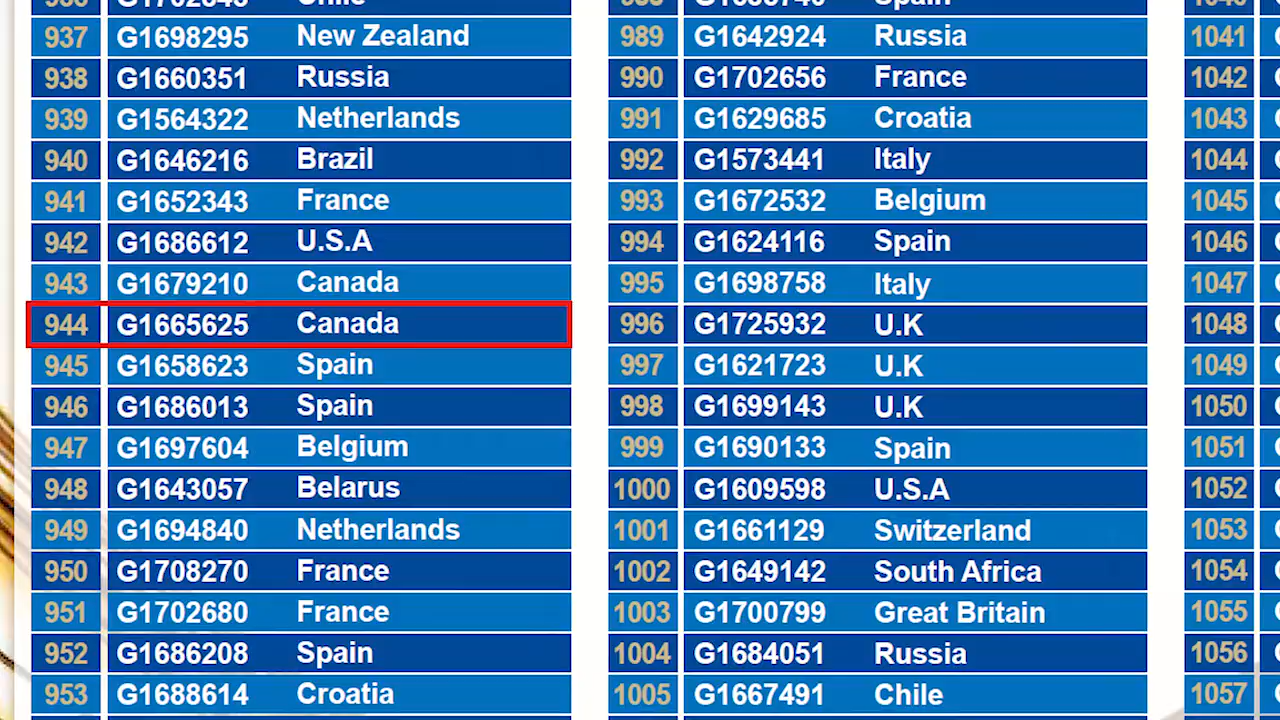 937 G1698295 New Zealand
938 G1660351 Russia
939 G1564322 Netherlands
940 G1646216 Brazil
941 G1652343 France
942 G1686612 U.S.A
943 G1679210 Canada
944 G1665625 Canada
945 G1658623 Spain
946 G1686013 Spain
947 G1697604 Belgium
948 G1643057 Belarus
949 G1694840 Netherlands
950 G1708270 France
951 G1702680 France
952 G1686208 Spain
953 G1688614 Croatia
989 G1642924 Russia
990 G1702656 France
991 G1629685 Croatia
992 G1573441 Italy
993 G1672532 Belgium
994 G1624116 Spain
995 G1698758 Italy
996 G1725932 U.K
997 G1621723 U.K
998 G1699143 U.K
999 G1690133 Spain
1000 G1609598 U.S.A
1001 G1661129 Switzerland
1002 G1649142 South Africa
1003 G1700799 Great Britain
1004 G1684051 Russia
1005 G1667491 Chile
1041
1042
1043
1044
1045
1046
1047
1048
1049
1050
1051
1052
1053
1054
1055
1056
1057